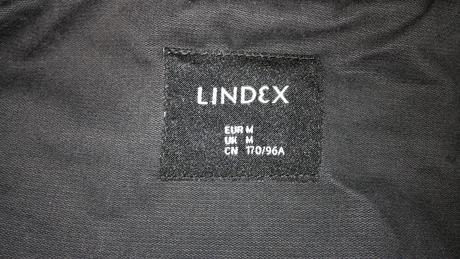 LINDEX
EUR M
UK M
CN 170/96A